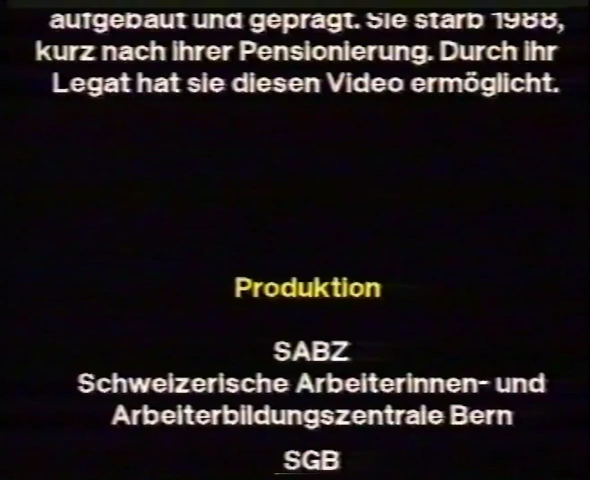 aufgebaut und geprägt. Sie starb 1988,
kurz nach ihrer Pensionierung. Durch ihr
Legat hat sie diesen Video ermöglicht.
Produktion
SABZ
Schweizerische Arbeiterinnen- und
Arbeiterbildungszentrale Bern
SGB